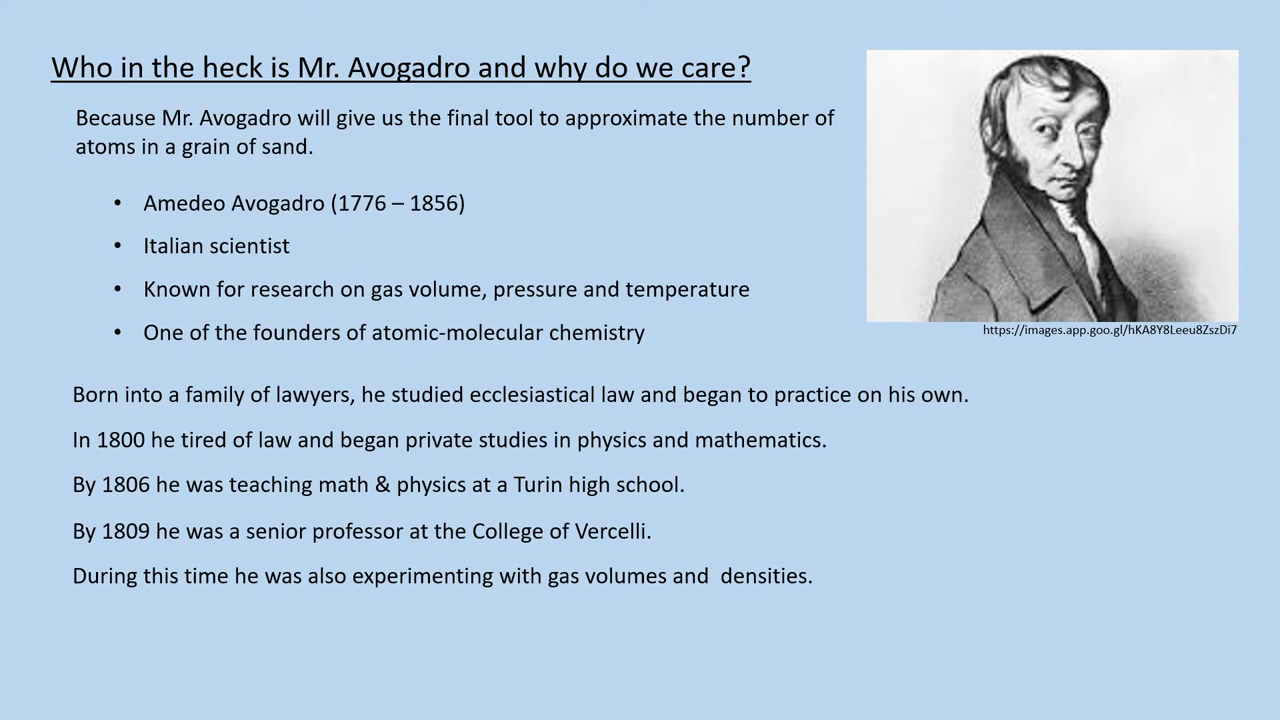 Who in the heck is Mr. Avogadro and why do we care?
Because Mr. Avogadro will give us the final tool to approximate the number of
atoms in a grain of sand.
• Amedeo Avogadro (1776 – 1856)
• Italian scientist
• Known for research on gas volume, pressure and temperature
• One of the founders of atomic-molecular chemistry
https://images.app.goo.gl/hKA8Y8Leeu8ZszDi7
Born into a family of lawyers, he studied ecclesiastical law and began to practice on his own.
In 1800 he tired of law and began private studies in physics and mathematics.
By 1806 he was teaching math & physics at a Turin high school.
By 1809 he was a senior professor at the College of Vercelli.
During this time he was also experimenting with gas volumes and  densities.